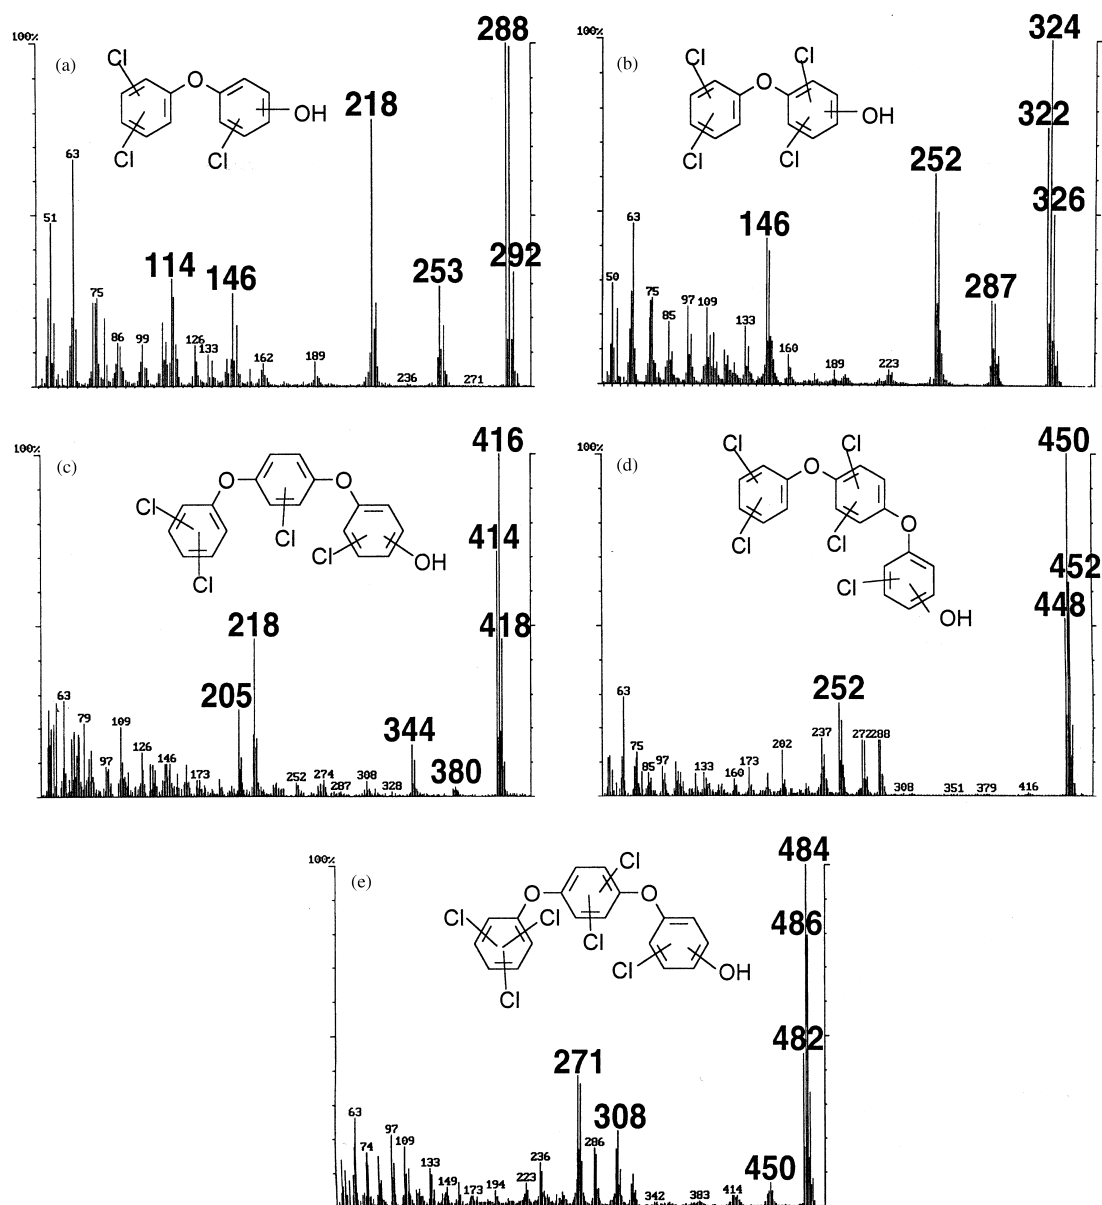 100%
(a)
Cl
O
OH
Cl
Cl
288
218
63
51
292
253
114
146
75
86
99
126
133
162
189
236
271
100%
(b)
Cl
O
Cl
OH
Cl
Cl
324
322
252
326
63
146
287
50
75
85
97
109
133
160
189
223
100%
(c)
O
O
Cl
Cl
Cl
OH
Cl
416
414
218
418
205
344
380
63
79
97
109
126
146
173
252
274
287
308
328
100%
(d)
Cl
O
Cl
Cl
Cl
O
Cl
OH
450
452
448
252
63
75
85
97
133
160
173
202
237
272
288
308
351
379
416
100%
(e)
Cl
O
O
Cl
Cl
Cl
Cl
OH
Cl
484
486
482
271
308
450
63
74
97
109
133
149
173
194
223
236
286
342
383
414